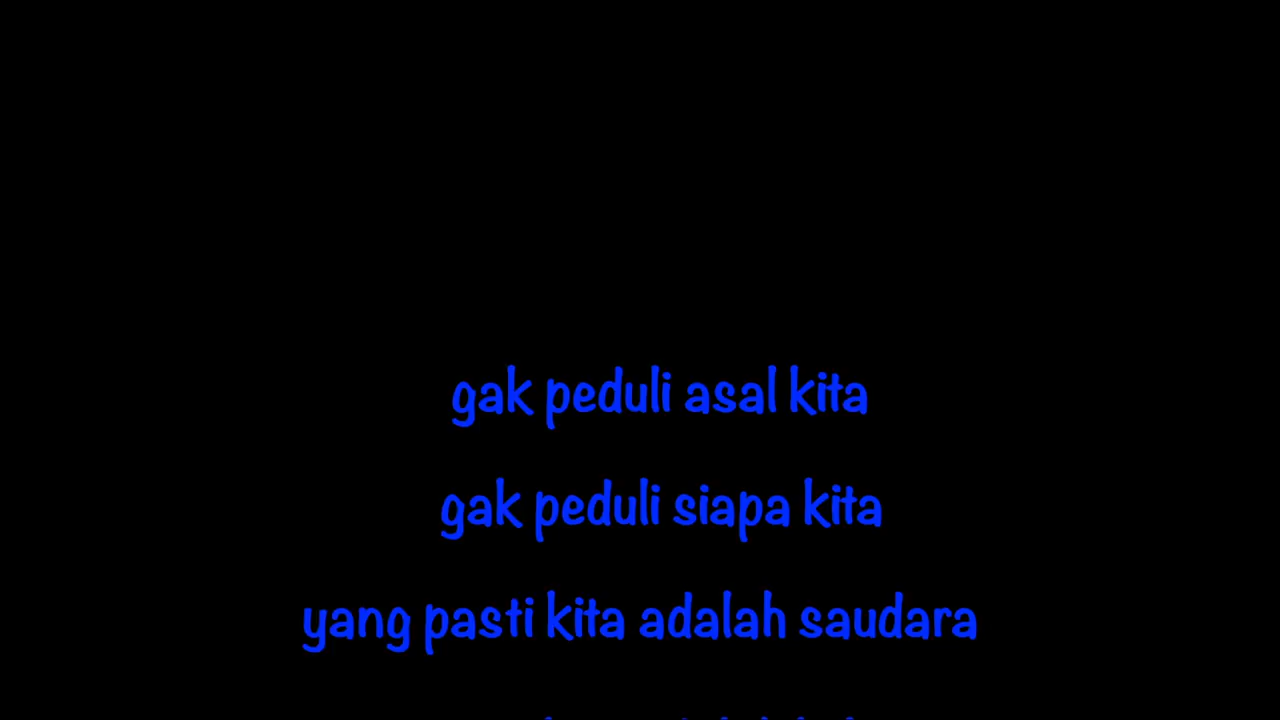 gak peduli asal kita
gak peduli siapa kita
yang pasti kita adalah saudara